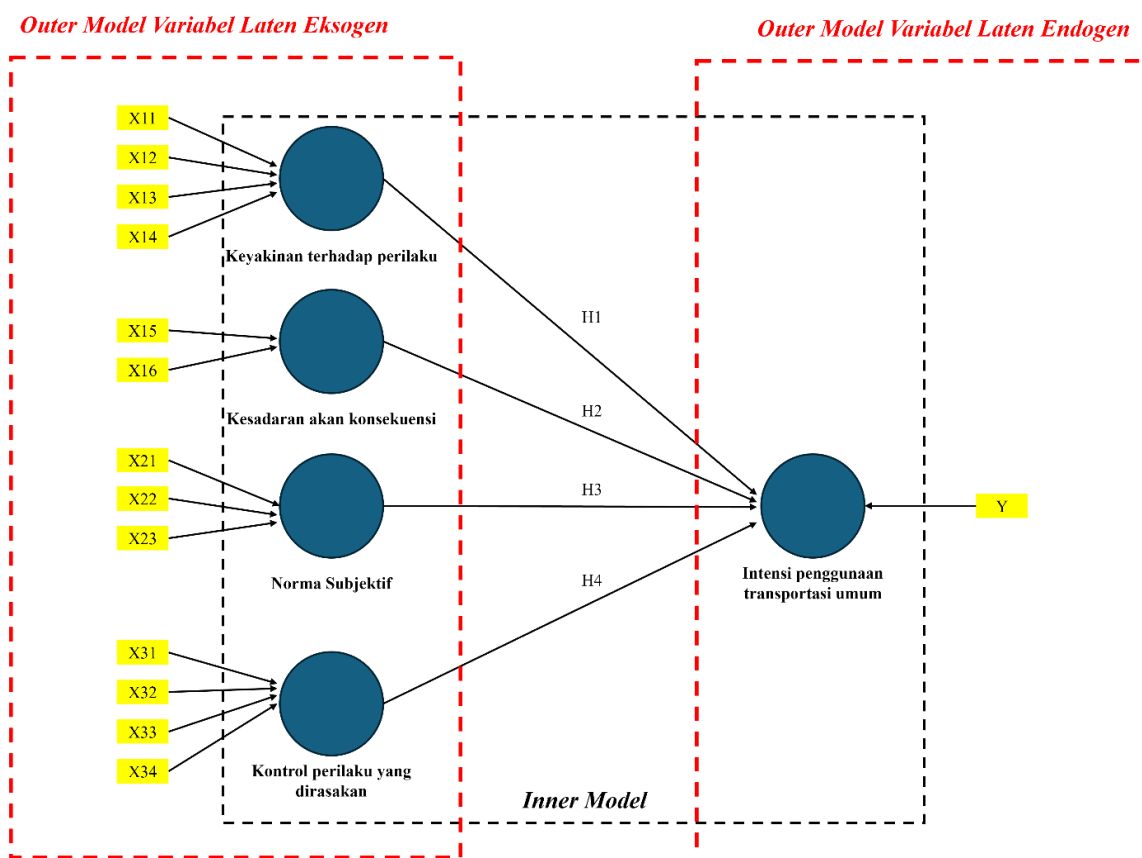 Outer Model Variabel Laten Eksogen
Outer Model Variabel Laten Endogen
X11
X12
X13
X14
Keyakinan terhadap perilaku
X15
X16
Kesadaran akan konsekuensi
X21
X22
X23
Norma Subjektif
X31
X32
X33
X34
Kontrol perilaku yang
dirasakan
H1
H2
H3
H4
Intensi penggunaan
transportasi umum
Y
Inner Model